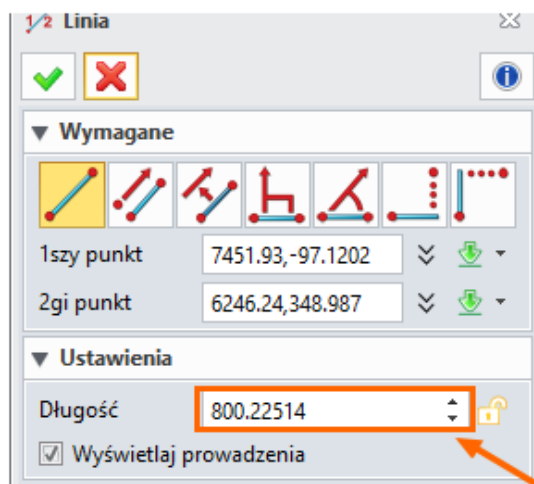 1/2 Linia
Wymagane
1szy punkt 7451.93,-97.1202
2gi punkt 6246.24,348.987
Ustawienia
Długość 800.22514
Wyświetlaj prowadzenia